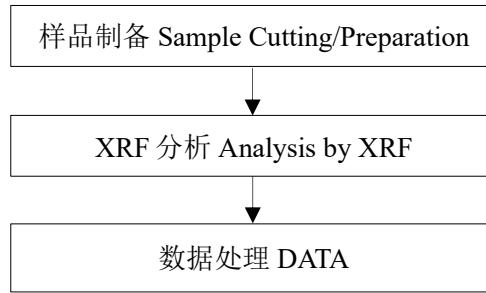 样品制备 Sample Cutting/Preparation
XRF 分析 Analysis by XRF
数据处理 DATA